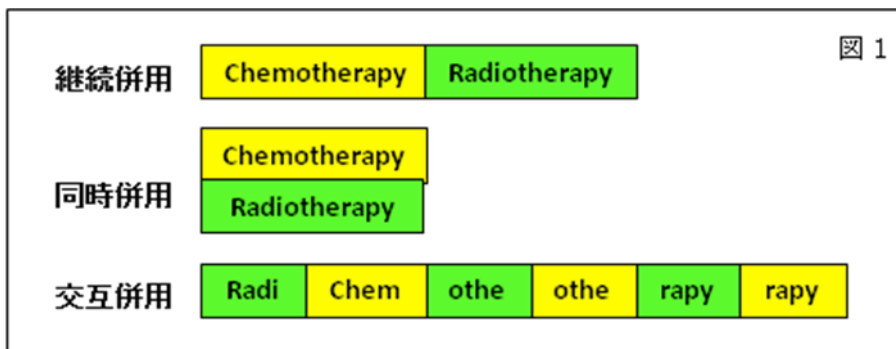 図 1
継続併用 Chemotherapy Radiotherapy
Chemotherapy
同時併用
Radiotherapy
交互併用 Radi Chem othe othe rapy rapy